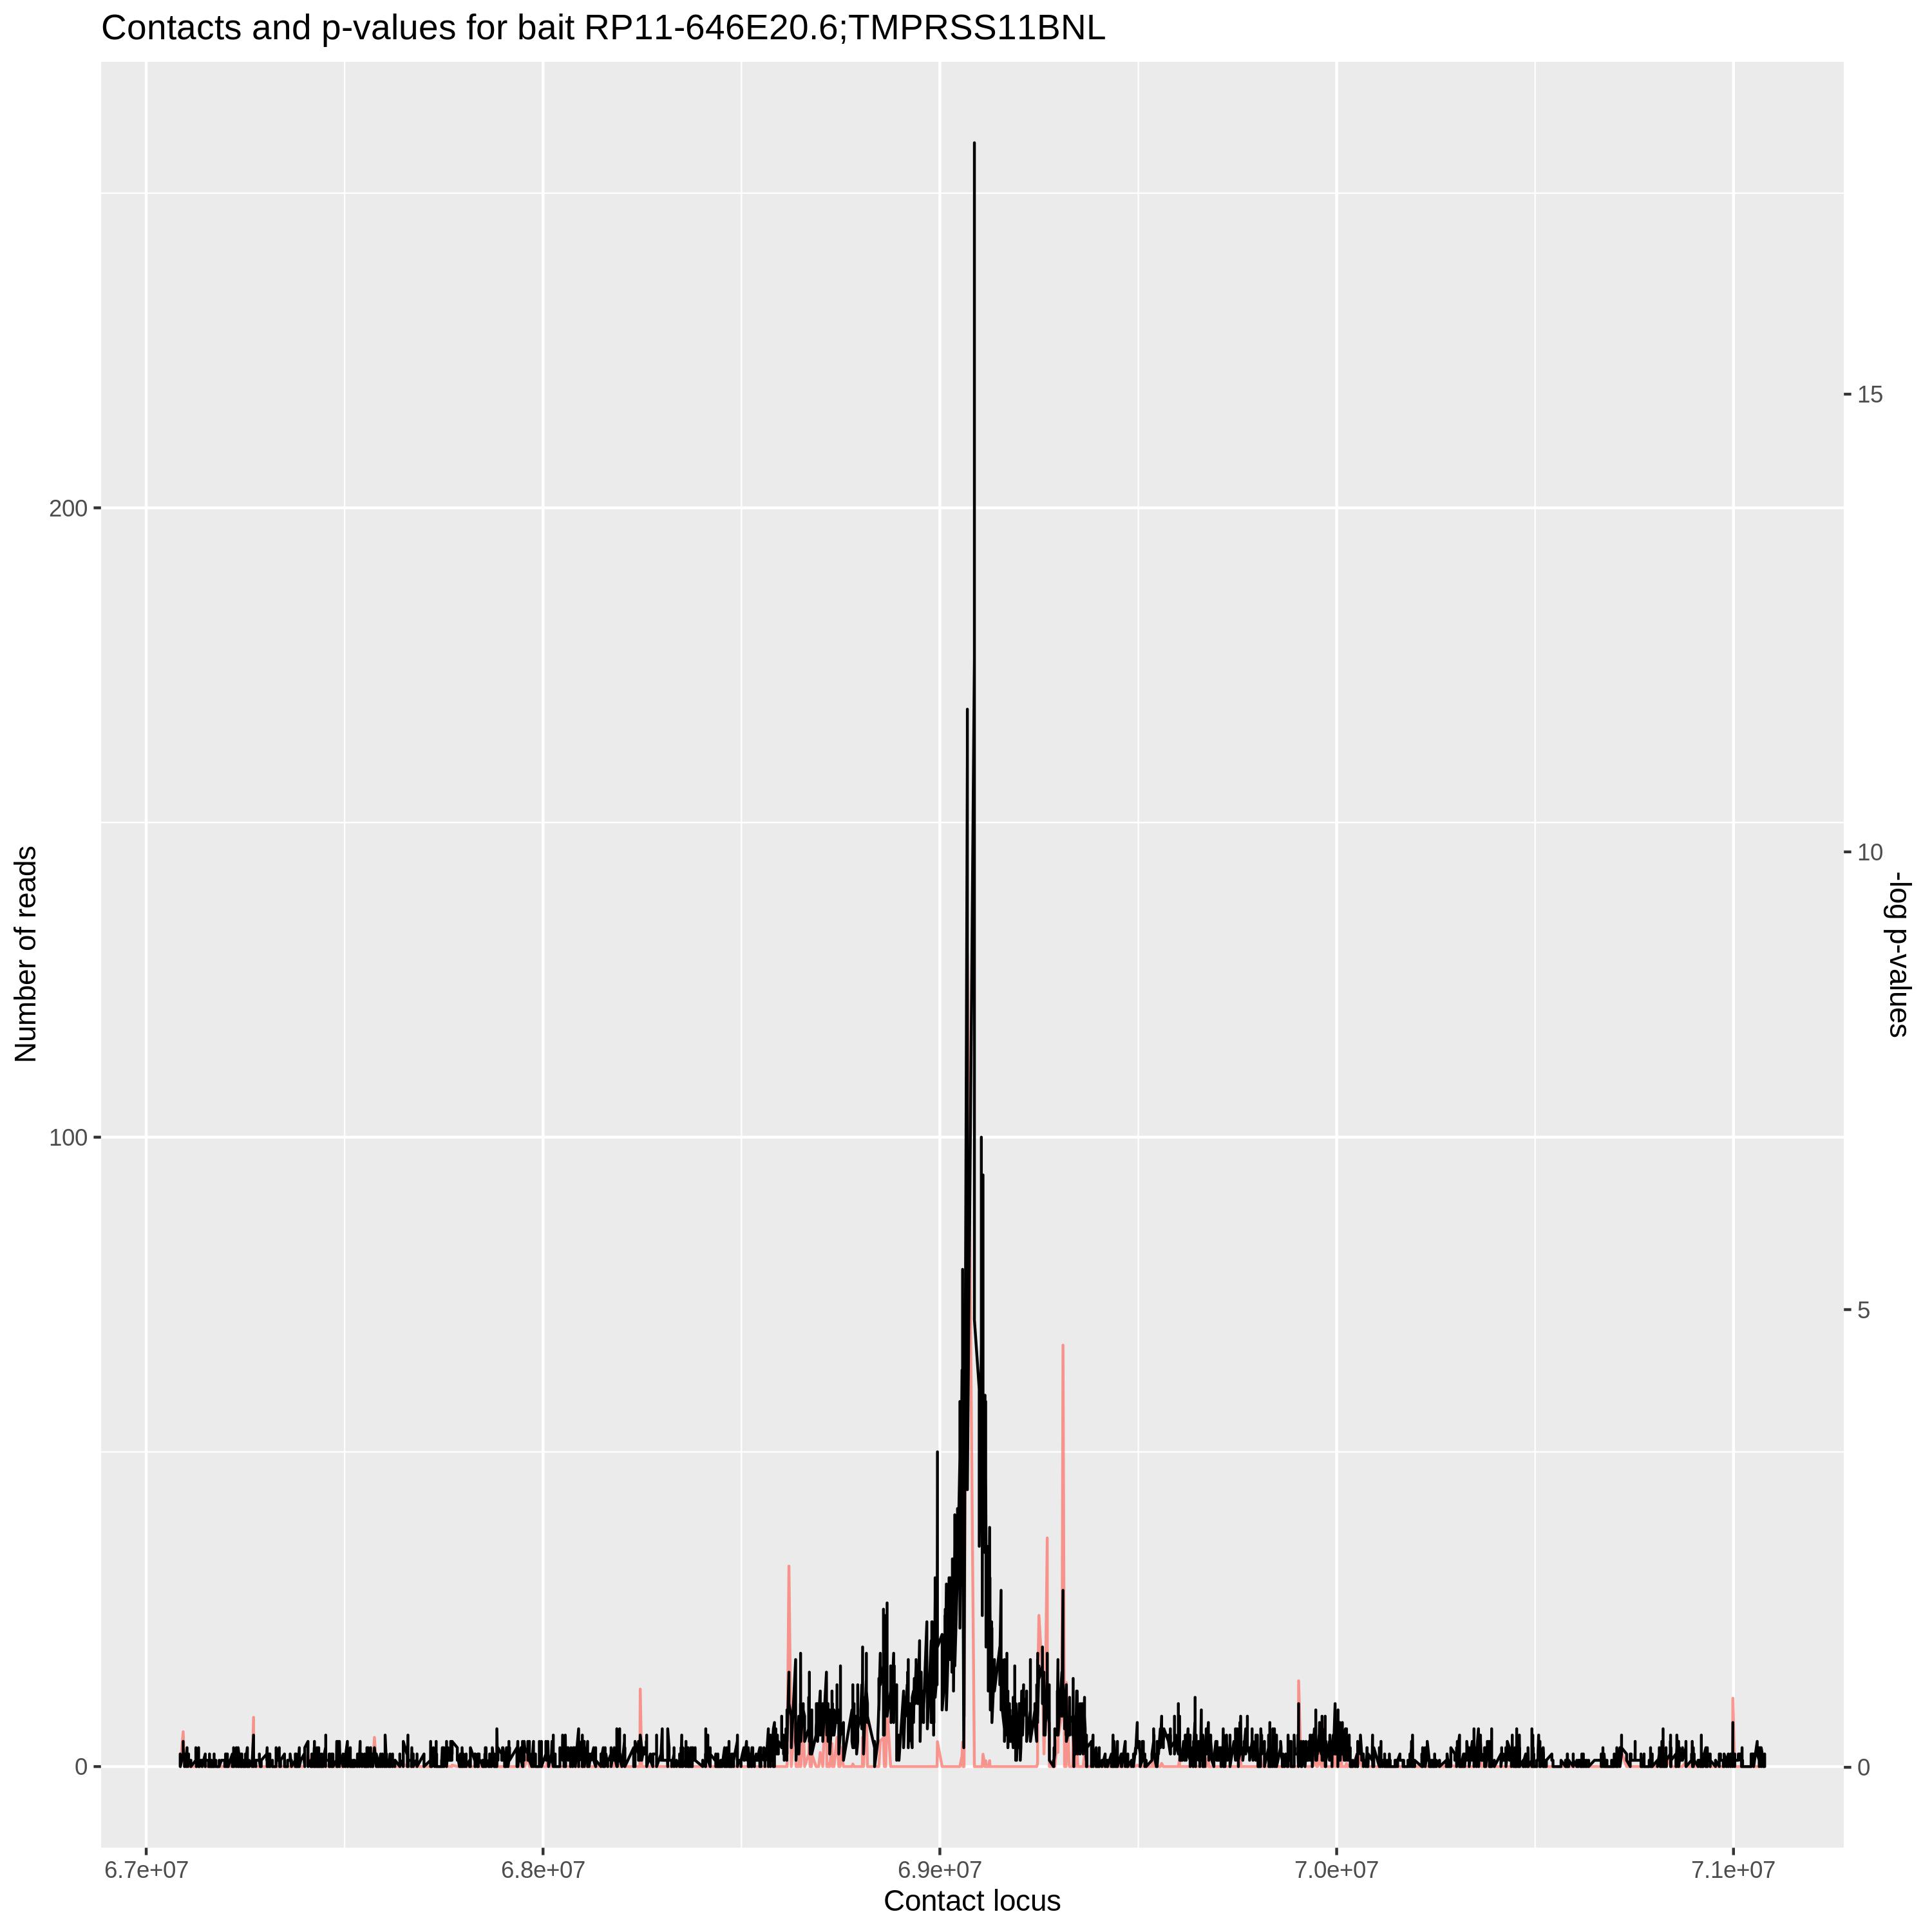 Contacts and p-values for bait RP11-646E20.6;TMPRSS11BNL
200
100
0
Number of reads
15
10
5
0
-log p-values
6.7e+07
6.8e+07
6.9e+07
7.0e+07
7.1e+07
Contact locus